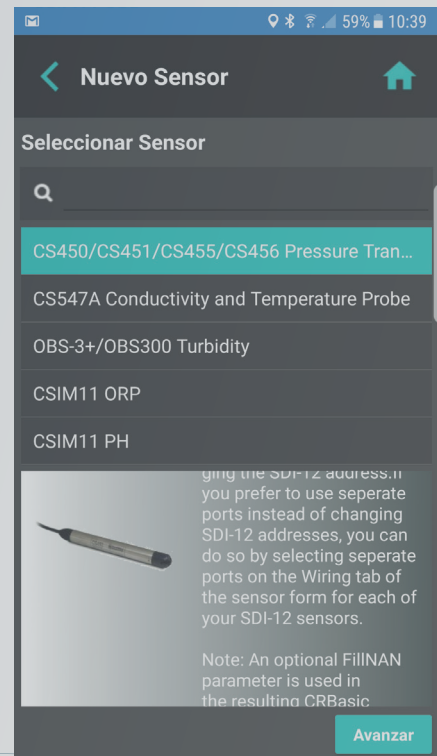 59% 10:39
Nuevo Sensor
Seleccionar Sensor
CS450/CS451/CS455/CS456 Pressure Tran...
CS547A Conductivity and Temperature Probe
OBS-3+/OBS300 Turbidity
CSIM11 ORP
CSIM11 PH
ging the SDI-12 address.If
you prefer to use seperate
ports instead of changing
SDI-12 addresses, you can
do so by selecting seperate
ports on the Wiring tab of
the sensor form for each of
your SDI-12 sensors.
Note: An optional FillNAN
parameter is used in
the resulting CRBasic
Avanzar